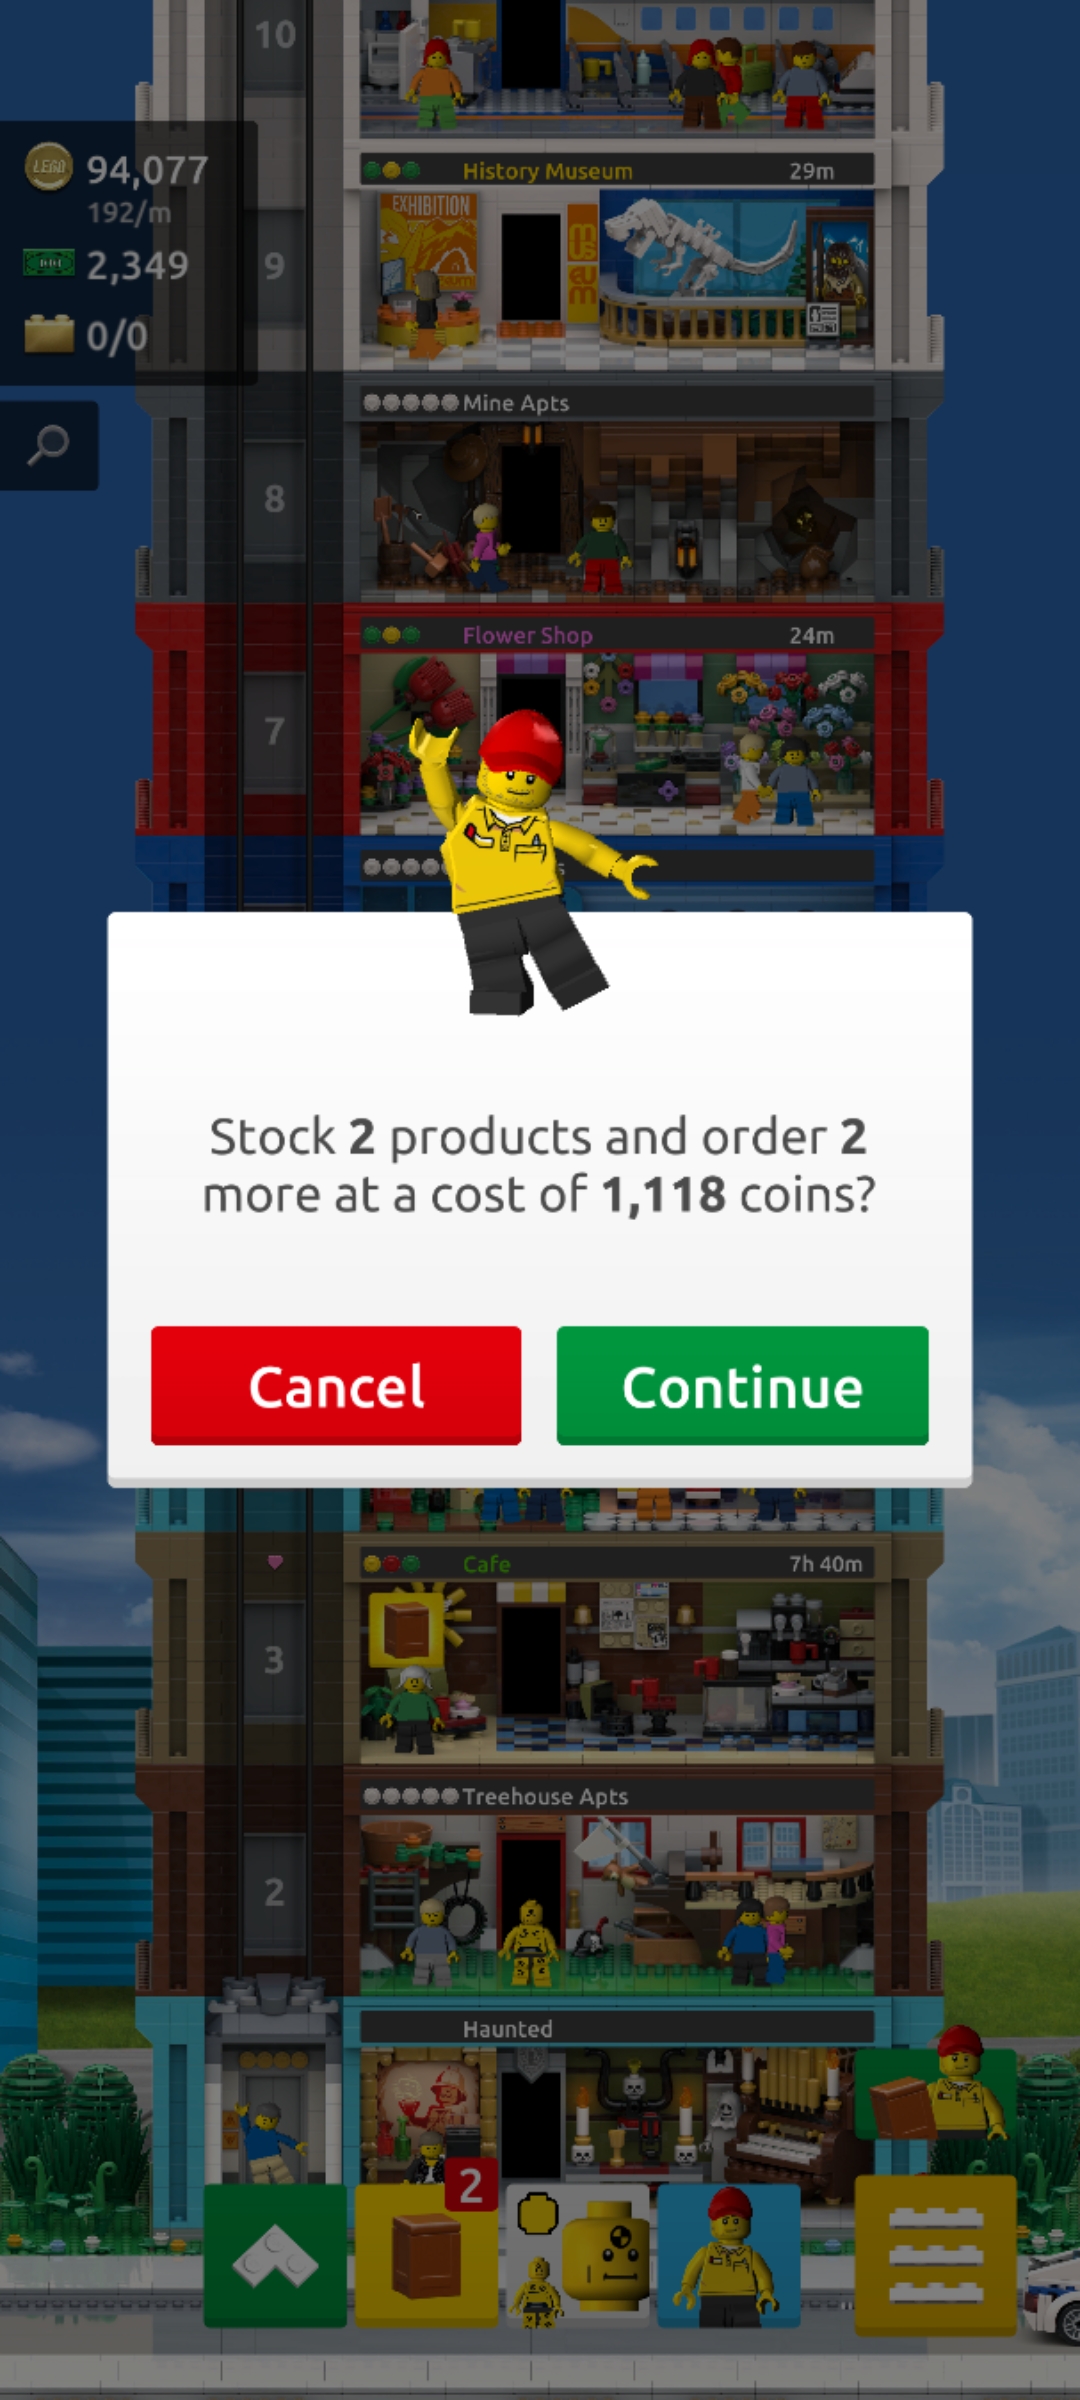 10
LEGO
94,077
192/m
2,349
0/0
History Museum 29m
EXHIBITION
9
Mine Apts
8
Flower Shop 24m
7
Stock 2 products and order 2
more at a cost of 1,118 coins?
Cancel
Continue
Cafe 7h 40m
3
Treehouse Apts
2
Haunted
2